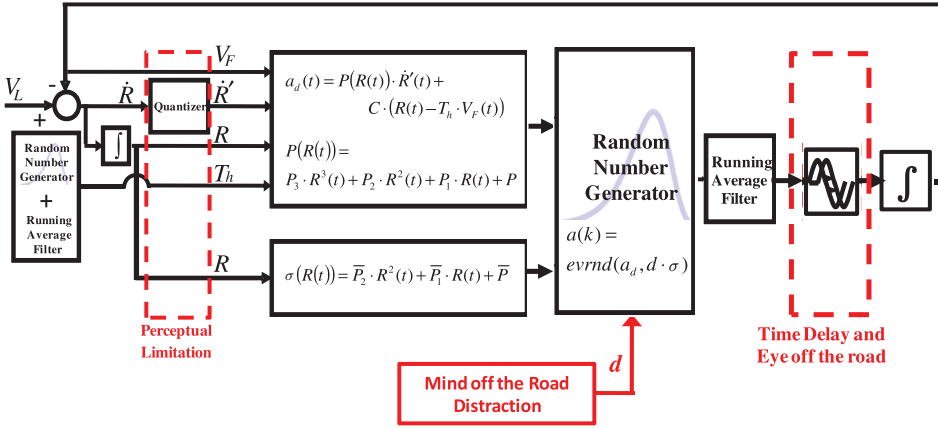 V_F
-
V_L
+
Ṙ
Quantizer
Ṙ′
∫
R
T_h
Random
Number
Generator
+
Running
Average
Filter
a_d(t) = P(R(t))·Ṙ′(t)+
C·(R(t)−T_h·V_F(t))
P(R(t))=
P_3·R^3(t)+P_2·R^2(t)+P_1·R(t)+P
R
σ(R(t))=P̅_2·R^2(t)+P̅_1·R(t)+P̅
Random
Number
Generator
a(k)=
evrnd(a_d,d·σ)
Running
Average
Filter
∫
Perceptual
Limitation
Time Delay and
Eye off the road
d
Mind off the Road
Distraction